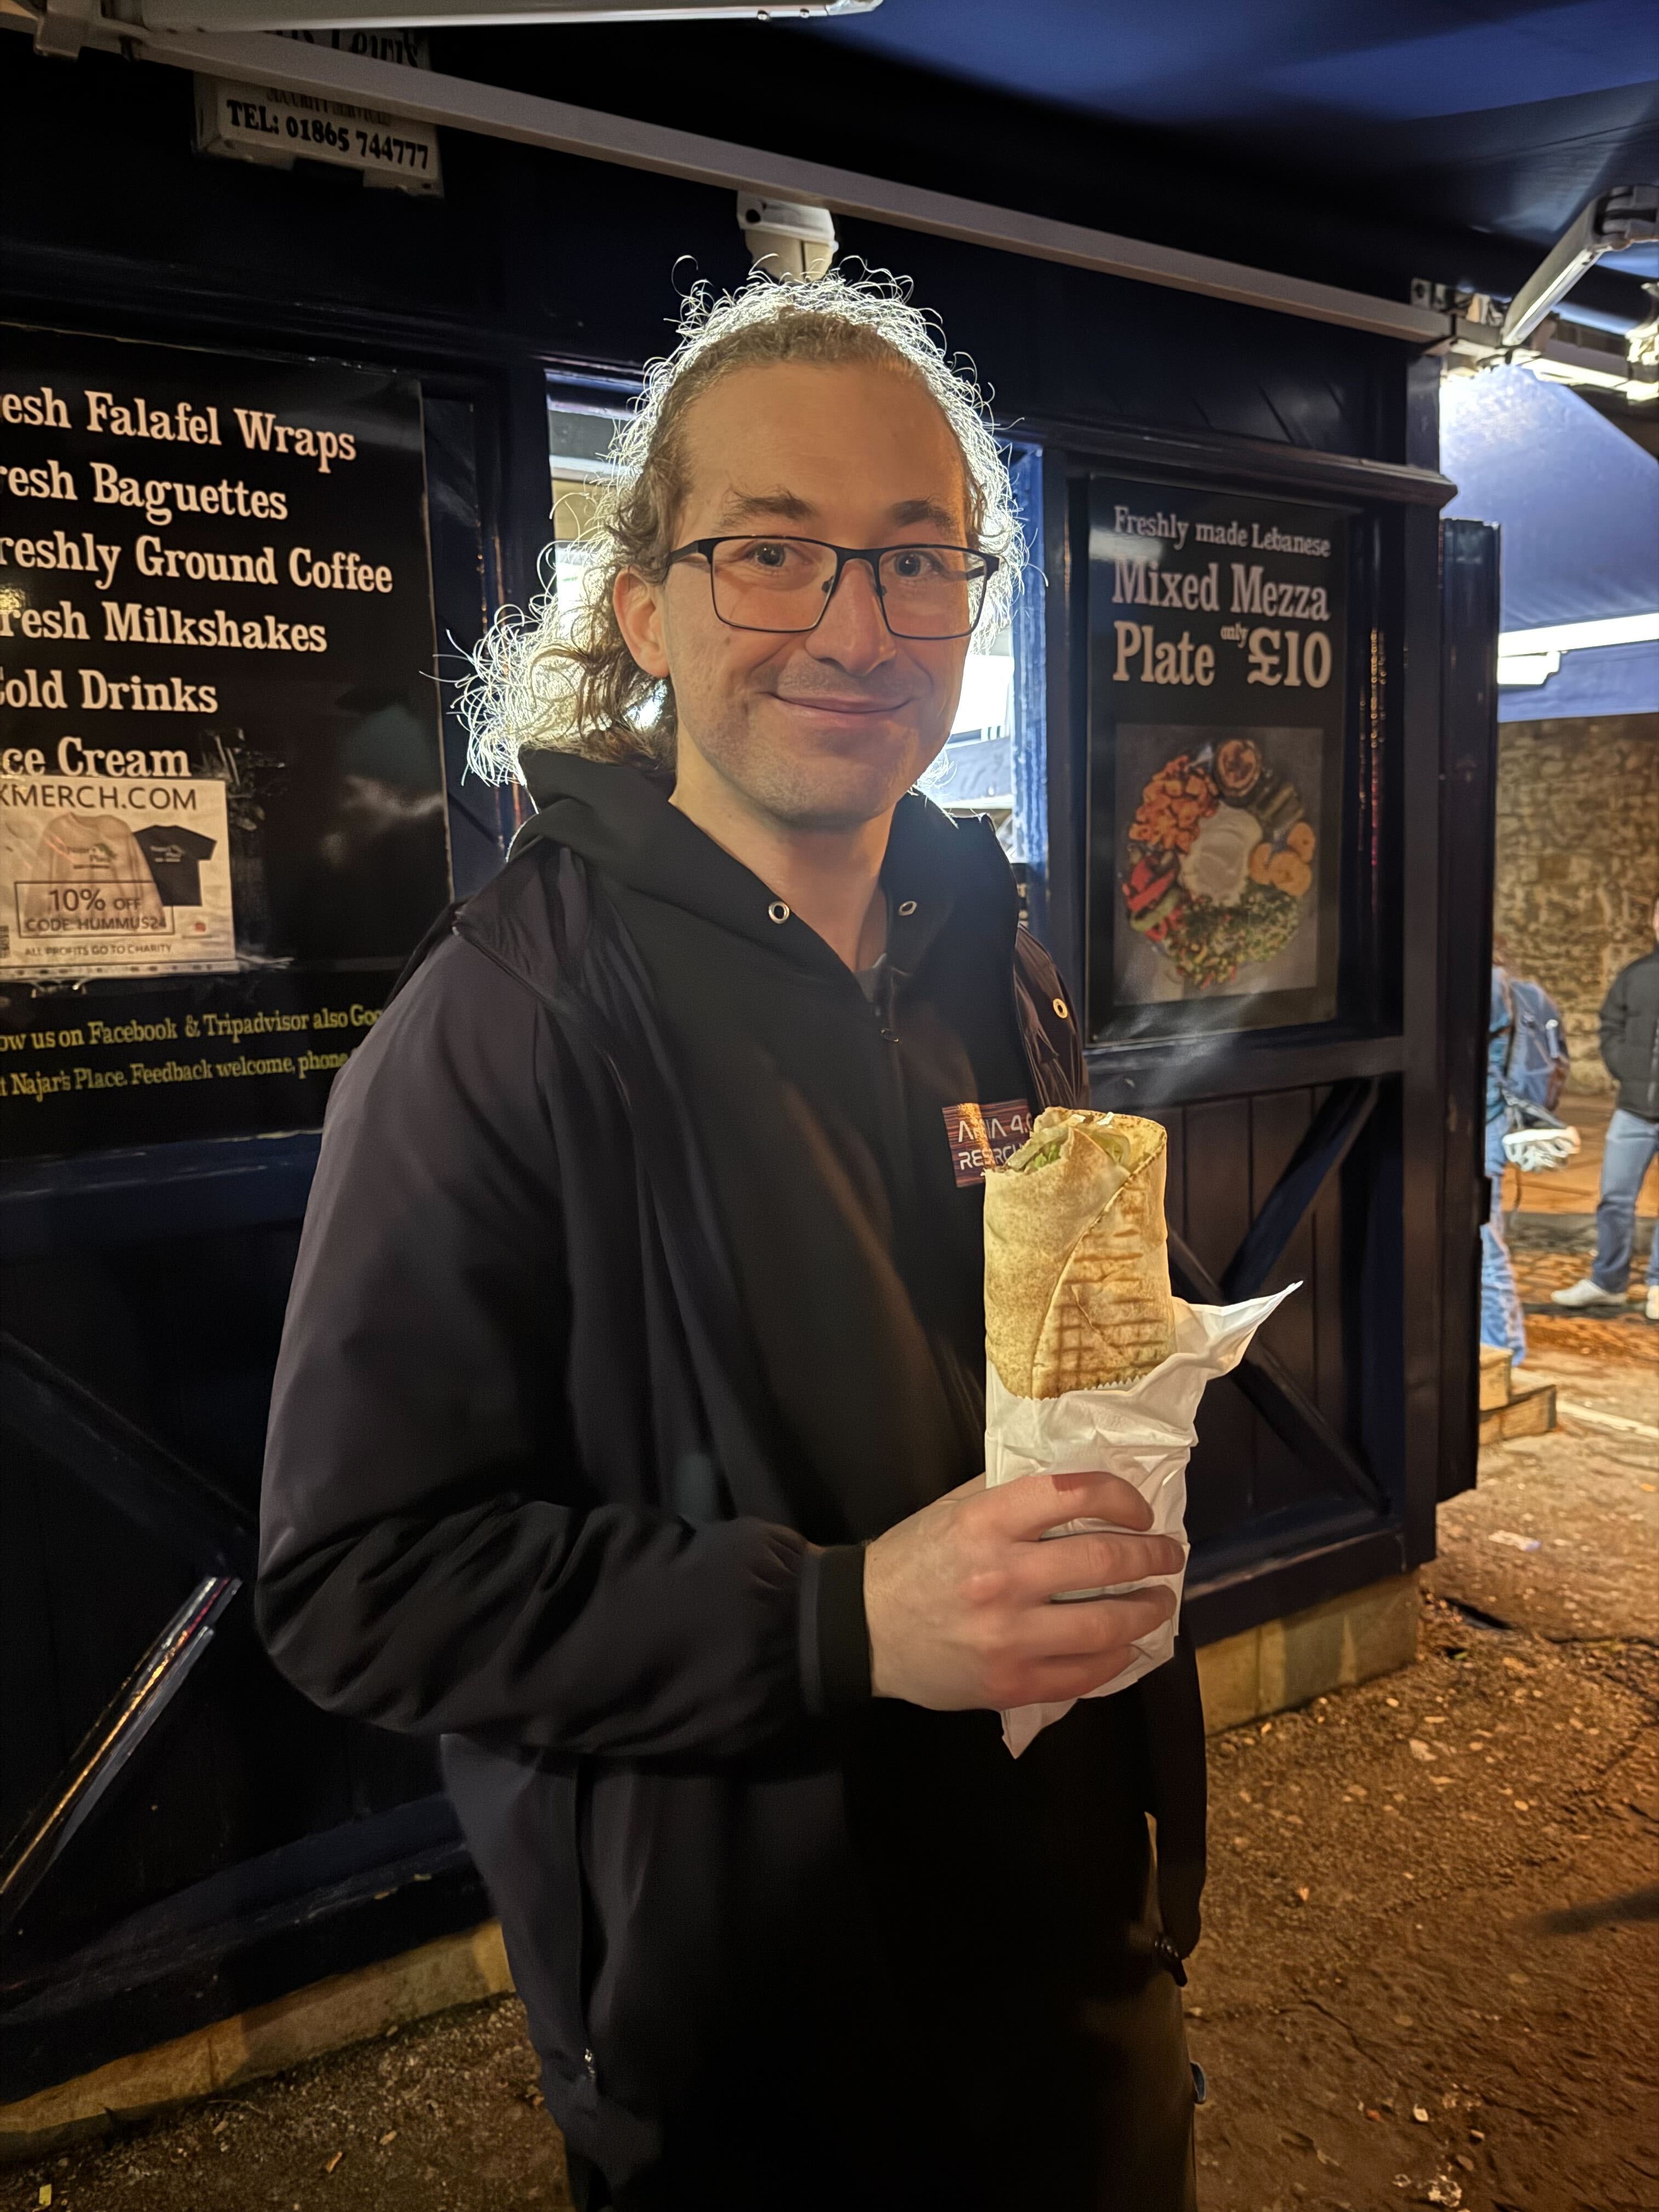 TEL: 01865 744777
esh Falafel Wraps
resh Baguettes
reshly Ground Coffee
resh Milkshakes
Cold Drinks
ce Cream
XMERCH.COM
10% OFF
CODE: HUMMUS24
ALL PROFITS GO TO CHARITY
ow us on Facebook & Tripadvisor also Goo
t Najar's Place. Feedback welcome, phone
Freshly made Lebanese
Mixed Mezza
Plate only £10